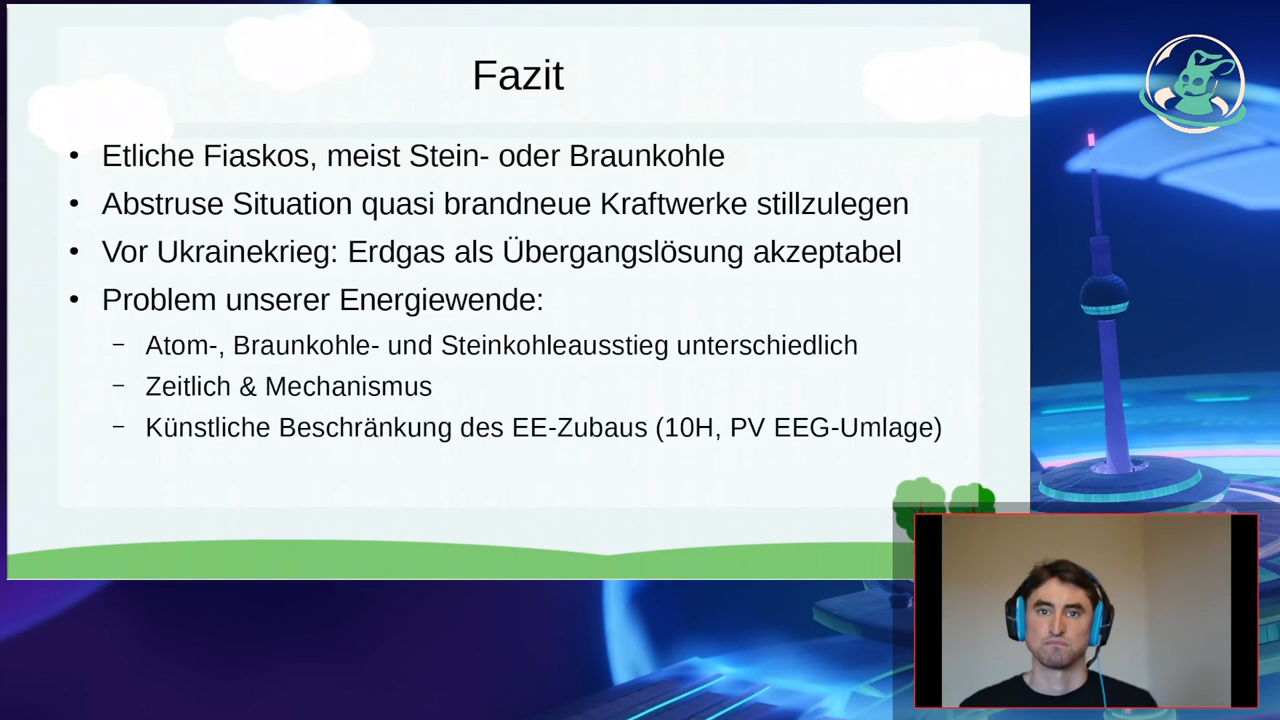 Fazit
• Etliche Fiaskos, meist Stein- oder Braunkohle
• Abstruse Situation quasi brandneue Kraftwerke stillzulegen
• Vor Ukrainekrieg: Erdgas als Übergangslösung akzeptabel
• Problem unserer Energiewende:
– Atom-, Braunkohle- und Steinkohleausstieg unterschiedlich
– Zeitlich & Mechanismus
– Künstliche Beschränkung des EE-Zubaus (10H, PV EEG-Umlage)